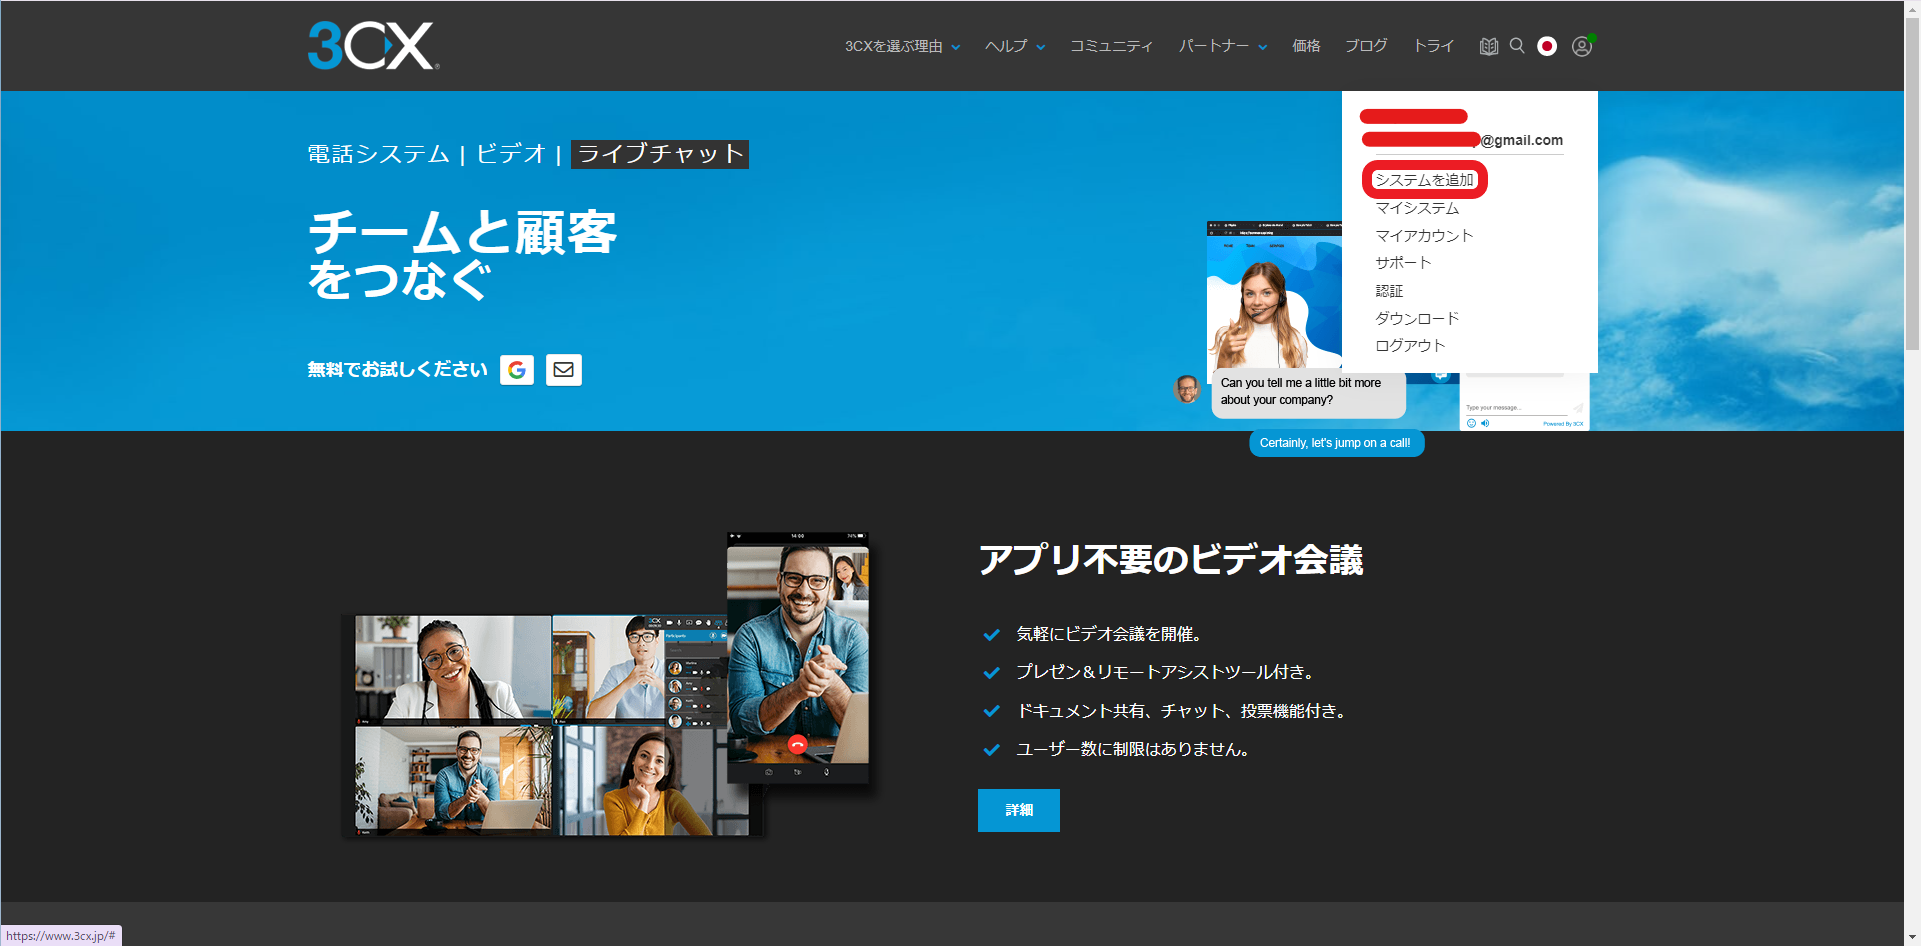 3CX®
3CXを選ぶ理由
ヘルプ
コミュニティ
パートナー
価格
ブログ
トライ
@gmail.com
システムを追加
マイシステム
マイアカウント
サポート
認証
ダウンロード
ログアウト
電話システム | ビデオ | ライブチャット
チームと顧客
をつなぐ
無料でお試しください
Can you tell me a little bit more
about your company?
Type your message...
Powered By 3CX
Certainly, let's jump on a call!
14:00
74%
3CX
Participants
アプリ不要のビデオ会議
気軽にビデオ会議を開催。
プレゼン＆リモートアシストツール付き。
ドキュメント共有、チャット、投票機能付き。
ユーザー数に制限はありません。
詳細
https://www.3cx.jp/#